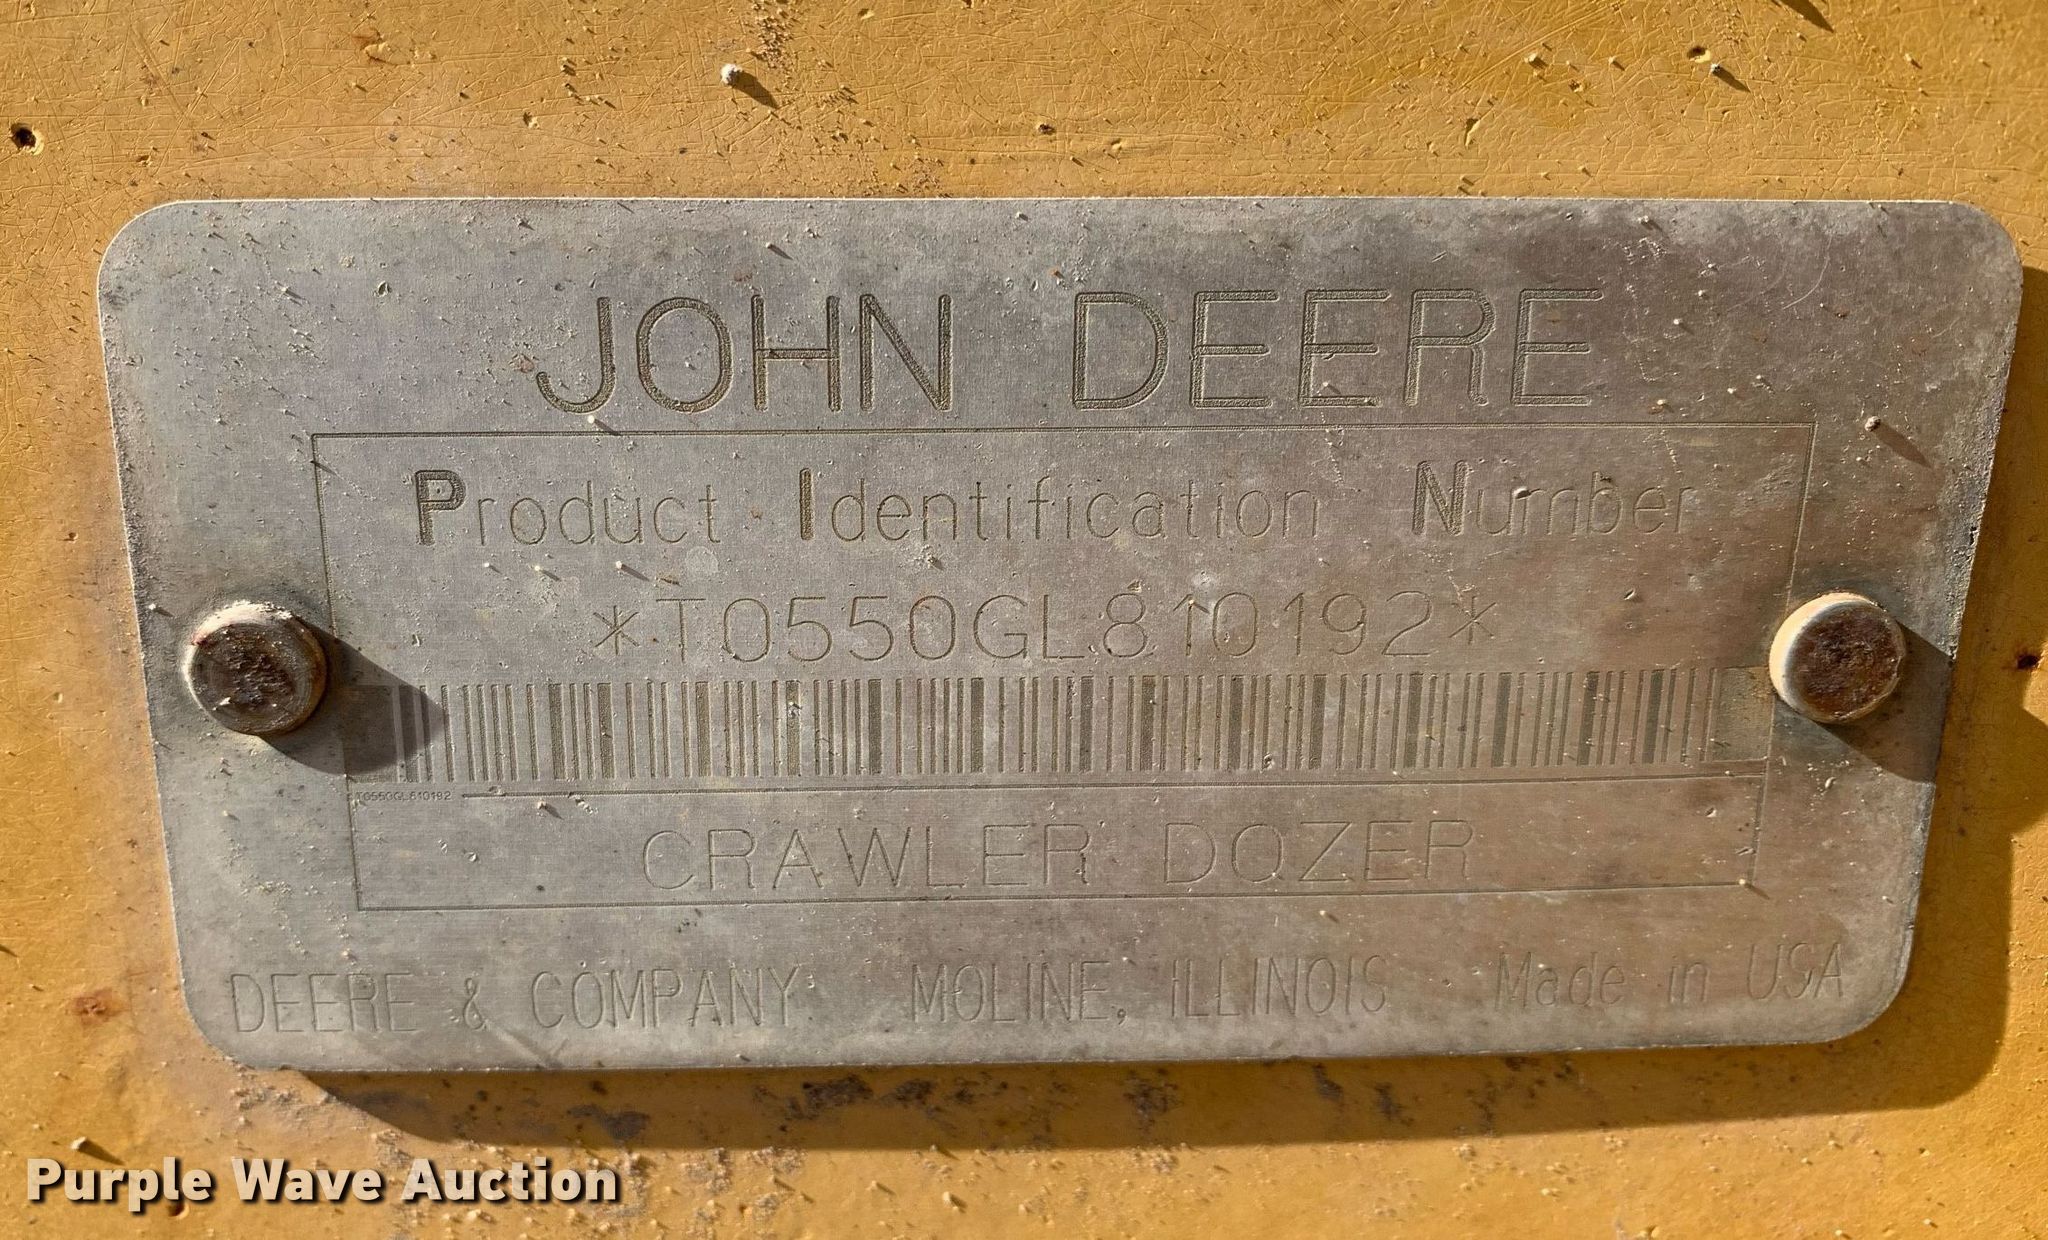 JOHN DEERE
Product Identification Number
*T0550GL810192*
T0550GL810192
CRAWLER DOZER
DEERE & COMPANY MOLINE, ILLINOIS Made in USA
Purple Wave Auction